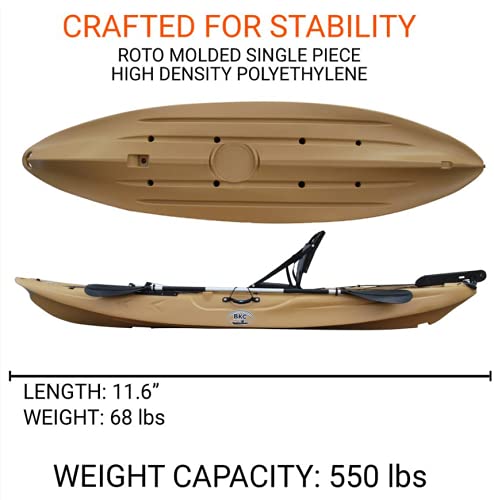 CRAFTED FOR STABILITY
ROTO MOLDED SINGLE PIECE
HIGH DENSITY POLYETHYLENE
BKC
LENGTH: 11.6”
WEIGHT: 68 lbs
WEIGHT CAPACITY: 550 lbs